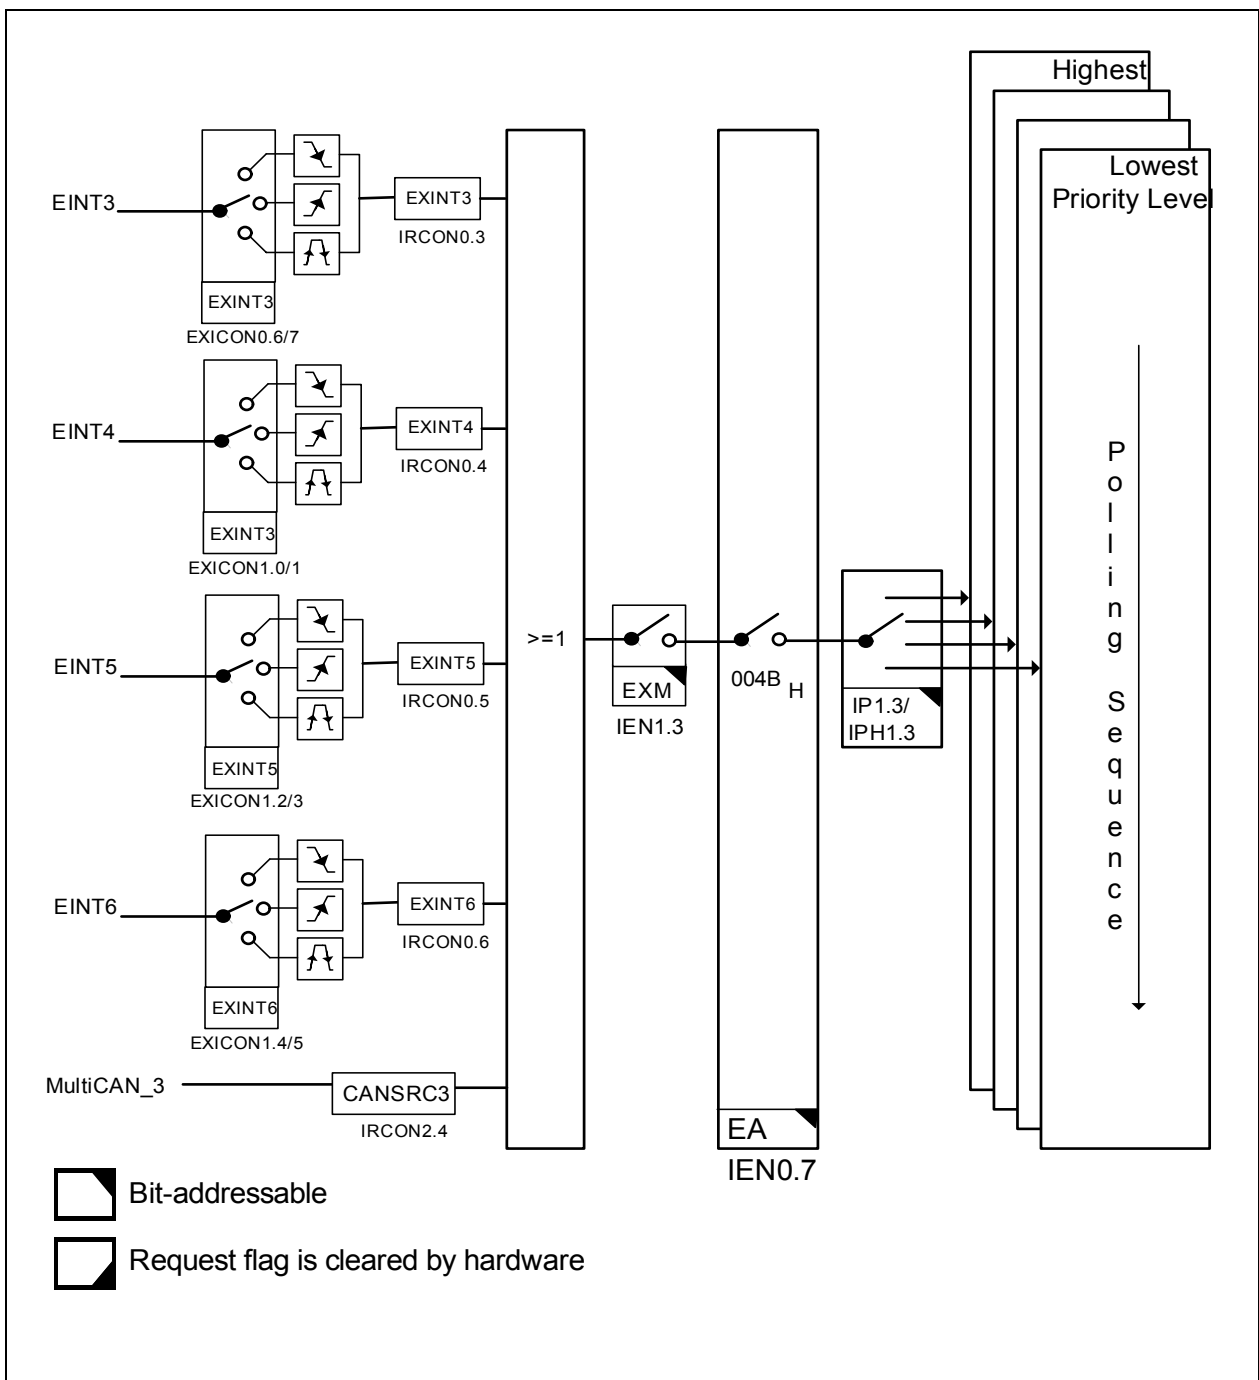 Highest
Lowest
Priority Level
EINT3
EXINT3
IRCON0.3
EXINT3
EXICON0.6/7
EINT4
EXINT4
IRCON0.4
EXINT3
EXICON1.0/1
EINT5
EXINT5
IRCON0.5
EXINT5
EXICON1.2/3
EINT6
EXINT6
IRCON0.6
EXINT6
EXICON1.4/5
MultiCAN_3
CANSRC3
IRCON2.4
>=1
EXM
IEN1.3
004B H
EA
IEN0.7
IP1.3/
IPH1.3
Polling Sequence
Bit-addressable
Request flag is cleared by hardware